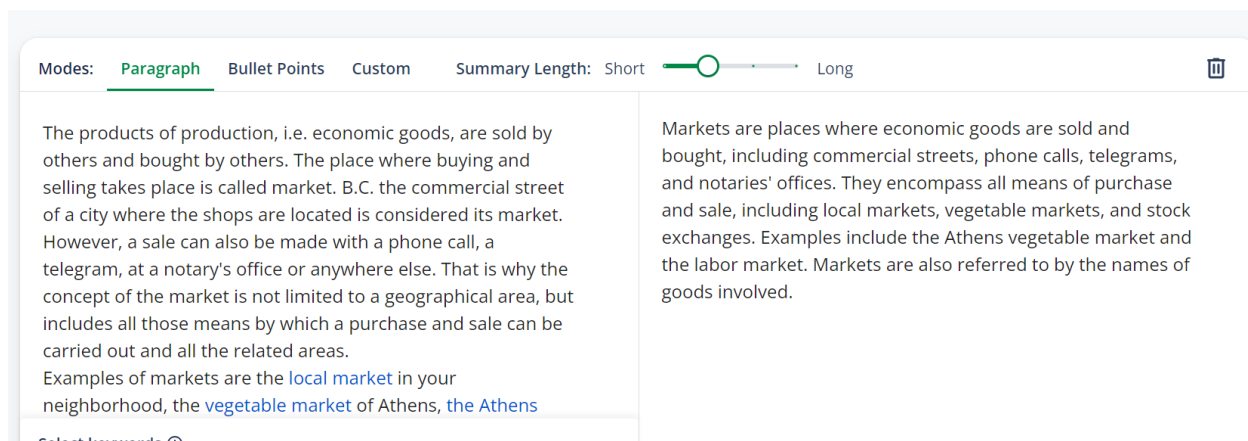 Modes: Paragraph Bullet Points Custom Summary Length: Short Long
The products of production, i.e. economic goods, are sold by
others and bought by others. The place where buying and
selling takes place is called market. B.C. the commercial street
of a city where the shops are located is considered its market.
However, a sale can also be made with a phone call, a
telegram, at a notary's office or anywhere else. That is why the
concept of the market is not limited to a geographical area, but
includes all those means by which a purchase and sale can be
carried out and all the related areas.
Examples of markets are the local market in your
neighborhood, the vegetable market of Athens, the Athens
Select keywords
Markets are places where economic goods are sold and
bought, including commercial streets, phone calls, telegrams,
and notaries' offices. They encompass all means of purchase
and sale, including local markets, vegetable markets, and stock
exchanges. Examples include the Athens vegetable market and
the labor market. Markets are also referred to by the names of
goods involved.